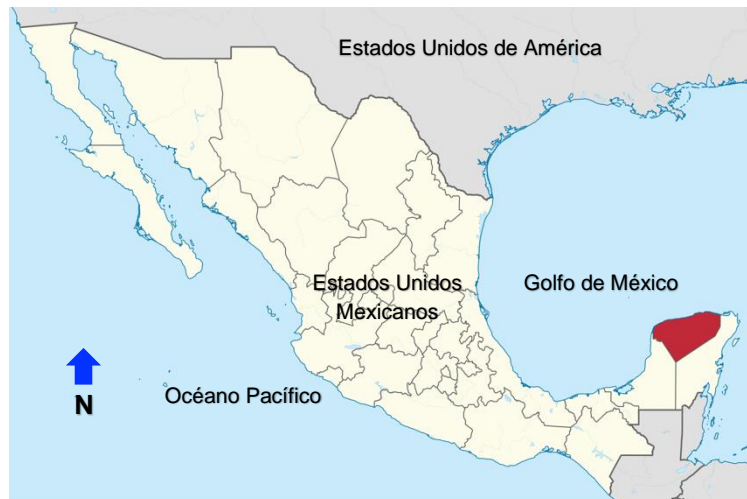 Estados Unidos de América
Estados Unidos
Mexicanos
Golfo de México
Océano Pacífico
N